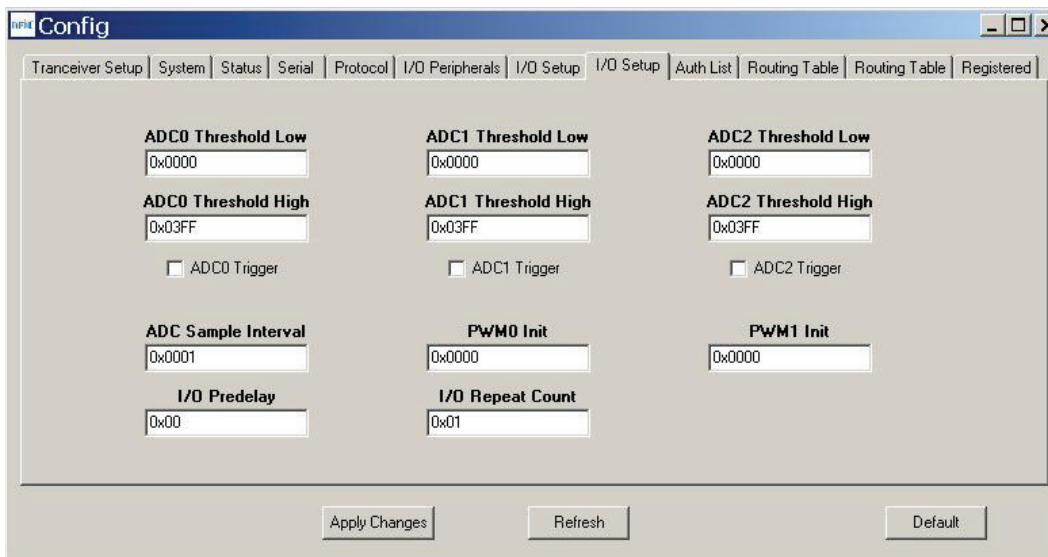 RFM Config
Tranceiver Setup System Status Serial Protocol I/O Peripherals I/O Setup I/O Setup Auth List Routing Table Routing Table Registered
ADC0 Threshold Low ADC1 Threshold Low ADC2 Threshold Low
0x0000 0x0000 0x0000
ADC0 Threshold High ADC1 Threshold High ADC2 Threshold High
0x03FF 0x03FF 0x03FF
ADC0 Trigger ADC1 Trigger ADC2 Trigger
ADC Sample Interval PWM0 Init PWM1 Init
0x0001 0x0000 0x0000
I/O Predelay I/O Repeat Count
0x00 0x01
Apply Changes Refresh Default